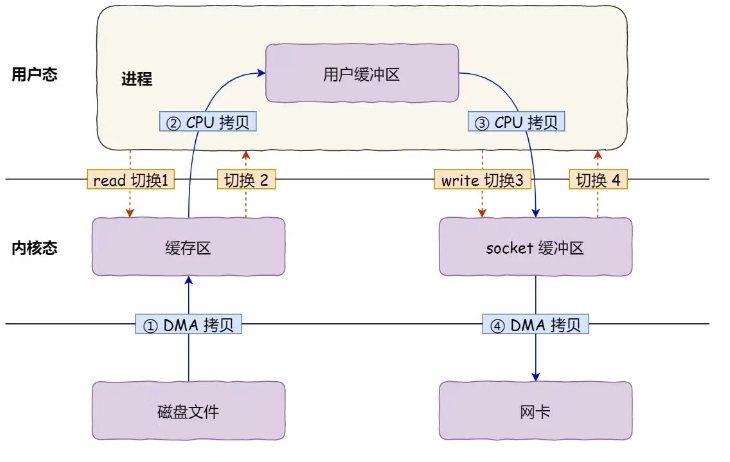 用户态
进程
用户缓冲区
② CPU 拷贝
③ CPU 拷贝
read 切换1
切换 2
write 切换3
切换 4
内核态
缓存区
socket 缓冲区
① DMA 拷贝
④ DMA 拷贝
磁盘文件
网卡